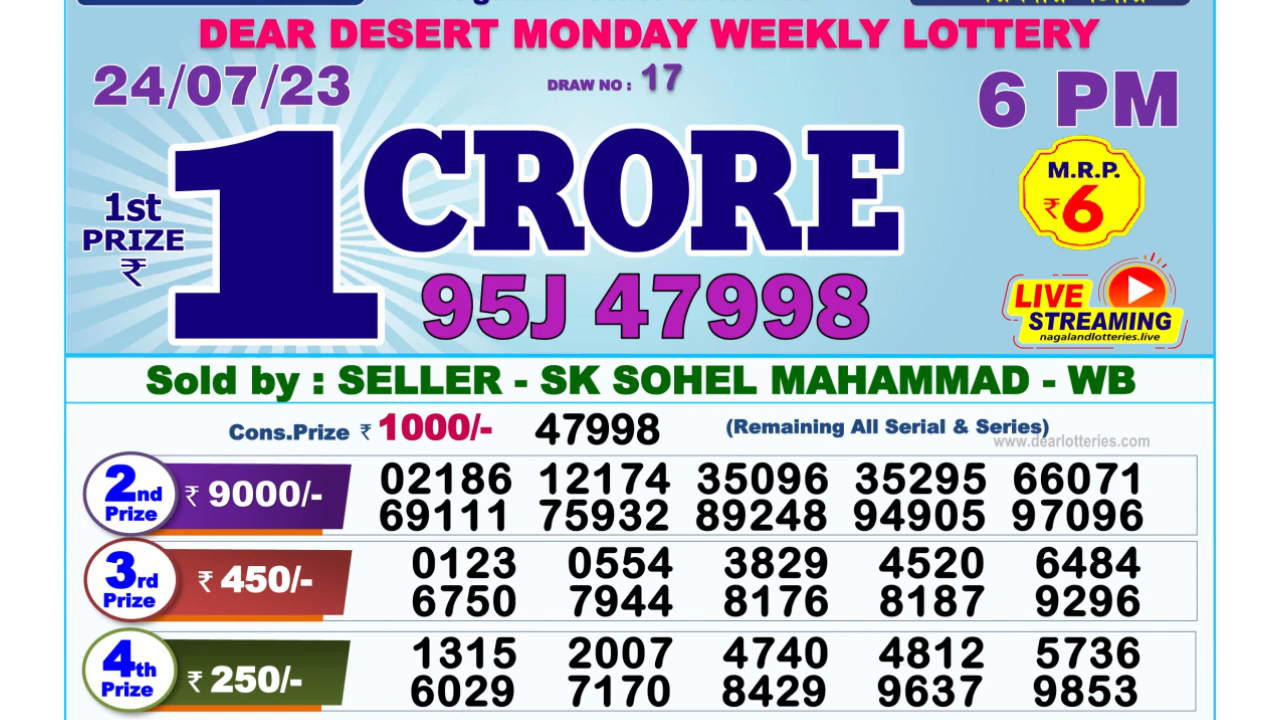 DEAR DESERT MONDAY WEEKLY LOTTERY
24/07/23
DRAW NO : 17
6 PM
1st
PRIZE
₹
1 CRORE
M.R.P.
₹6
95J 47998
LIVE
STREAMING
nagalandlotteries.live
Sold by : SELLER - SK SOHEL MAHAMMAD - WB
Cons.Prize ₹ 1000/- 47998 (Remaining All Serial & Series)
www.dearlotteries.com
2nd Prize ₹ 9000/-
02186 12174 35096 35295 66071
69111 75932 89248 94905 97096
3rd Prize ₹ 450/-
0123 0554 3829 4520 6484
6750 7944 8176 8187 9296
4th Prize ₹ 250/-
1315 2007 4740 4812 5736
6029 7170 8429 9637 9853